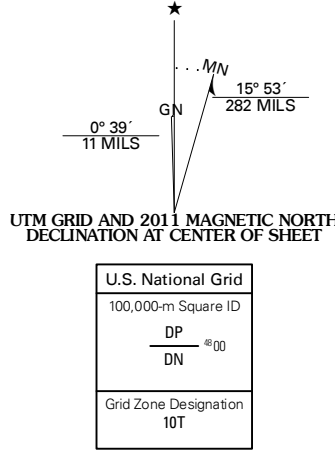 ★
MN
GN
15° 53´
282 MILS
0° 39´
11 MILS
UTM GRID AND 2011 MAGNETIC NORTH
DECLINATION AT CENTER OF SHEET
U.S. National Grid
100,000-m Square ID
DP
⁴⁸00
DN
Grid Zone Designation
10T